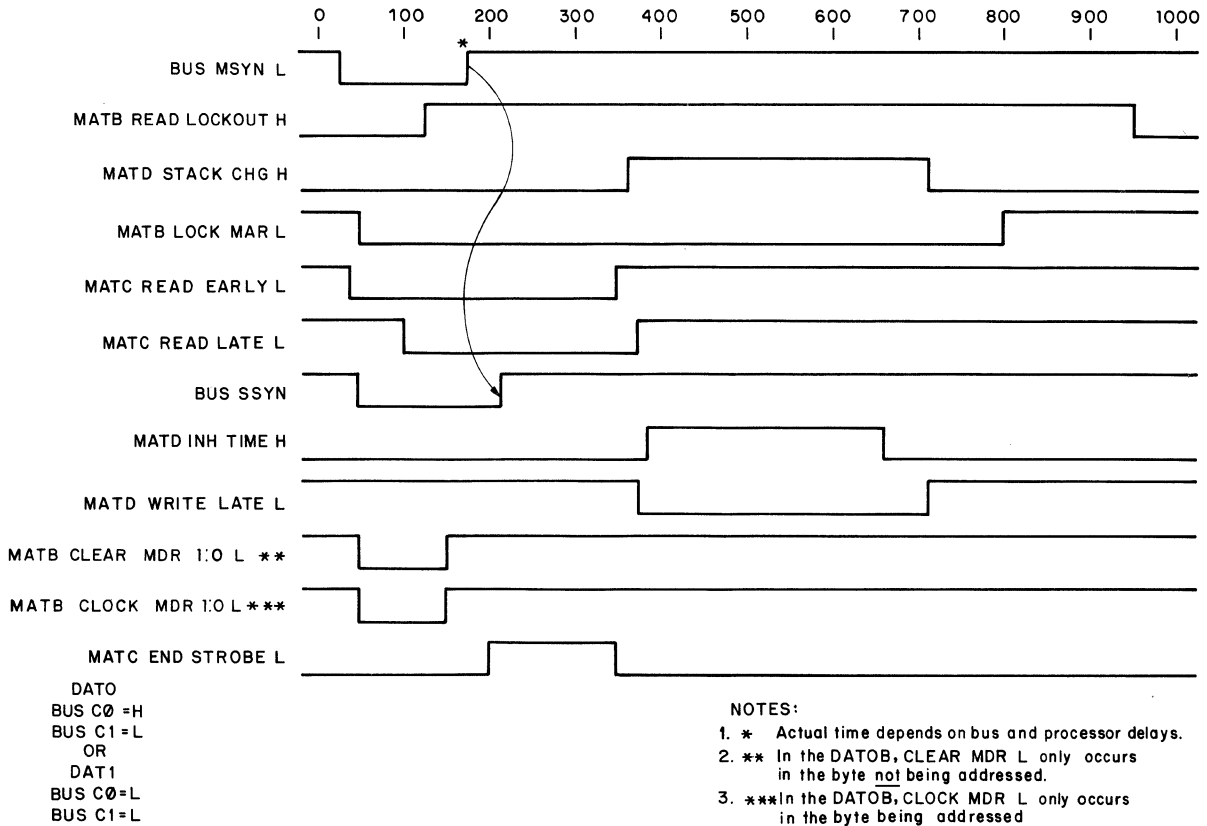 0 100 200 300 400 500 600 700 800 900 1000
*
BUS MSYN L
MATB READ LOCKOUT H
MATD STACK CHG H
MATB LOCK MAR L
MATC READ EARLY L
MATC READ LATE L
BUS SSYN
MATD INH TIME H
MATD WRITE LATE L
MATB CLEAR MDR 1:0 L **
MATB CLOCK MDR 1:0 L ***
MATC END STROBE L
DATO
BUS C0 =H
BUS C1 = L
OR
DAT1
BUS C0=L
BUS C1 = L
NOTES:
1. * Actual time depends on bus and processor delays.
2. ** In the DATOB, CLEAR MDR L only occurs
in the byte not being addressed.
3. ***In the DATOB, CLOCK MDR L only occurs
in the byte being addressed